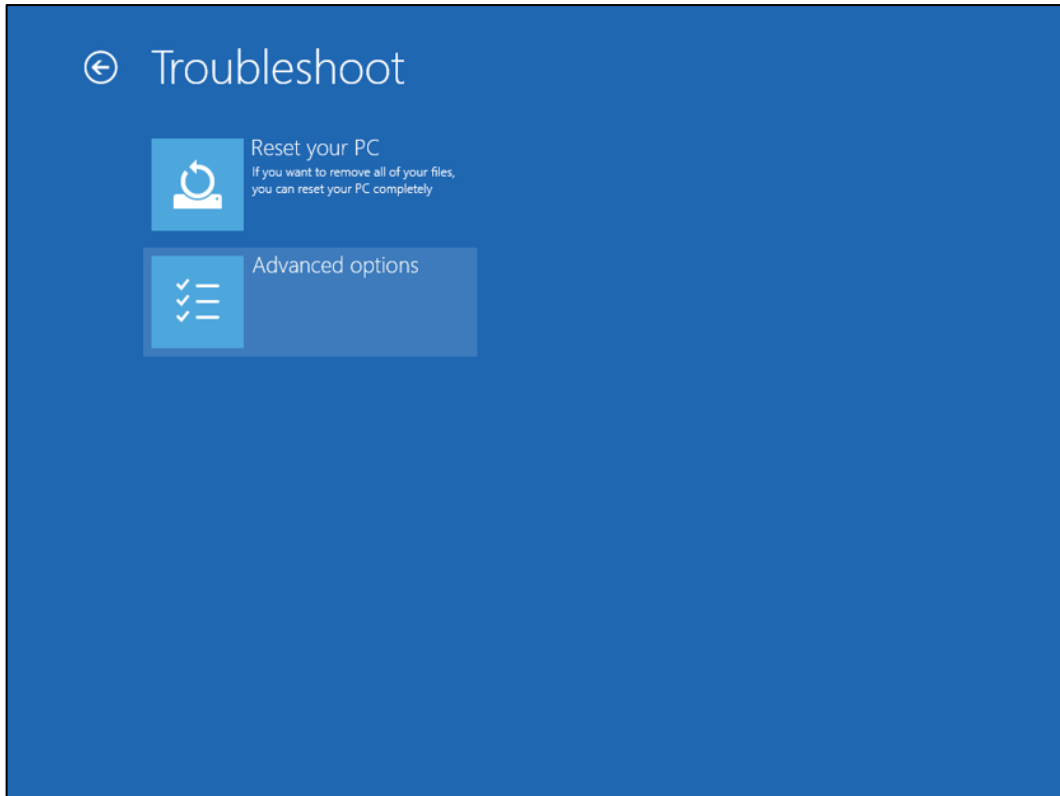 Troubleshoot
Reset your PC
If you want to remove all of your files,
you can reset your PC completely
Advanced options